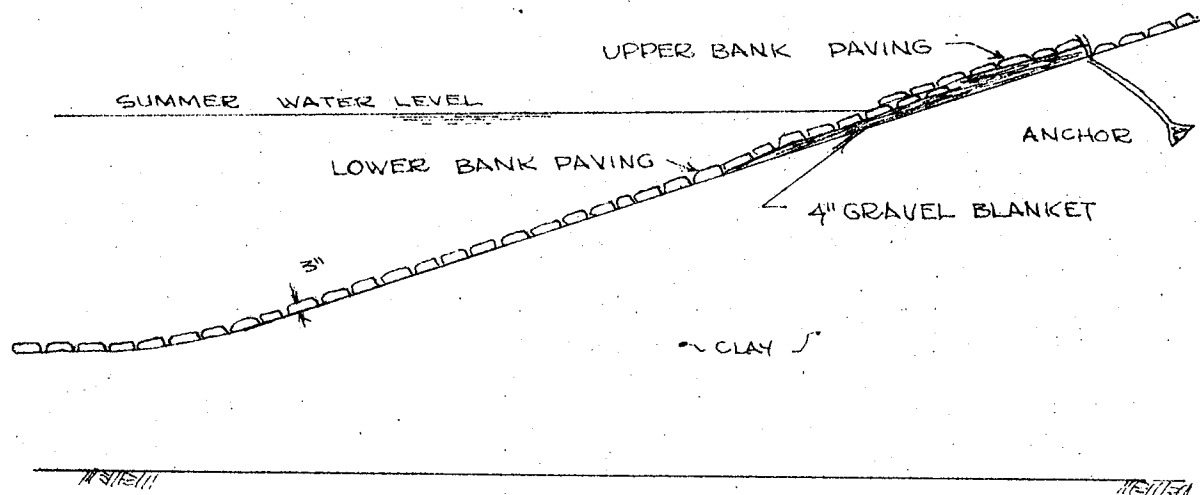 UPPER BANK PAVING
SUMMER WATER LEVEL
ANCHOR
LOWER BANK PAVING
4" GRAVEL BLANKET
3"
CLAY